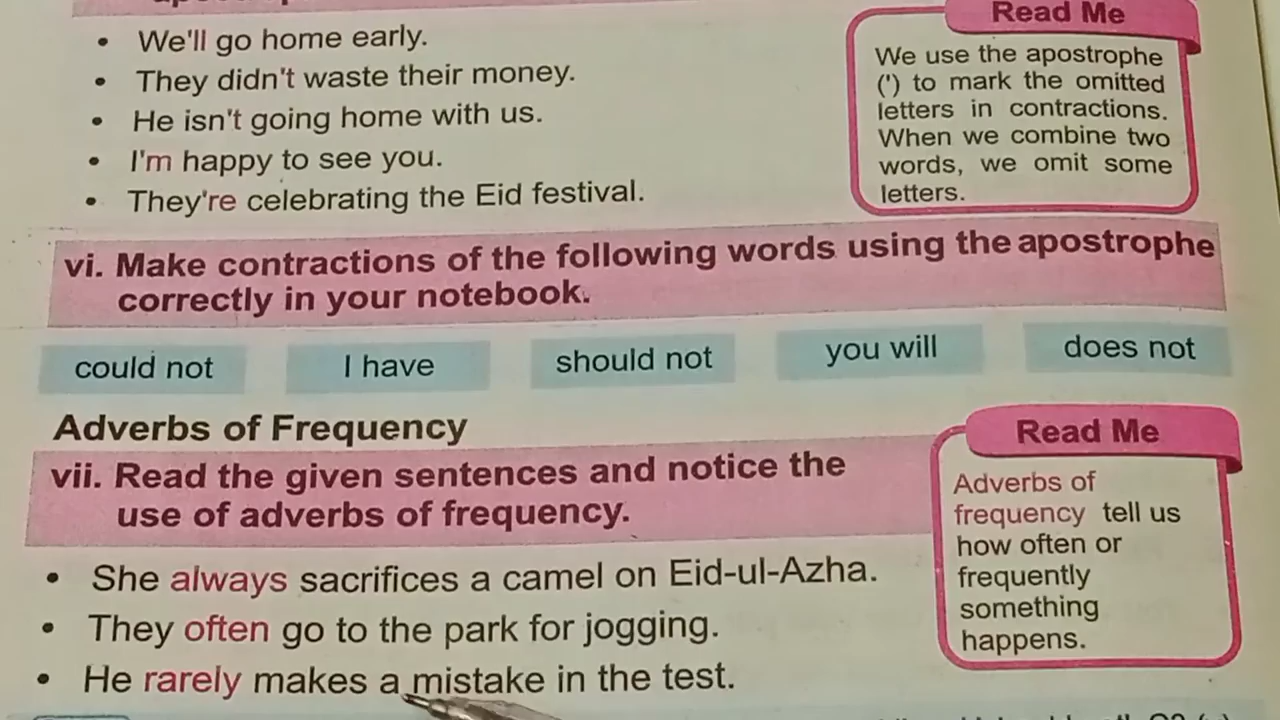 • We'll go home early.
• They didn't waste their money.
• He isn't going home with us.
• I'm happy to see you.
• They're celebrating the Eid festival.
Read Me
We use the apostrophe
(') to mark the omitted
letters in contractions.
When we combine two
words, we omit some
letters.
vi. Make contractions of the following words using the apostrophe
correctly in your notebook.
could not
I have
should not
you will
does not
Adverbs of Frequency
vii. Read the given sentences and notice the
use of adverbs of frequency.
• She always sacrifices a camel on Eid-ul-Azha.
• They often go to the park for jogging.
• He rarely makes a mistake in the test.
Read Me
Adverbs of
frequency tell us
how often or
frequently
something
happens.